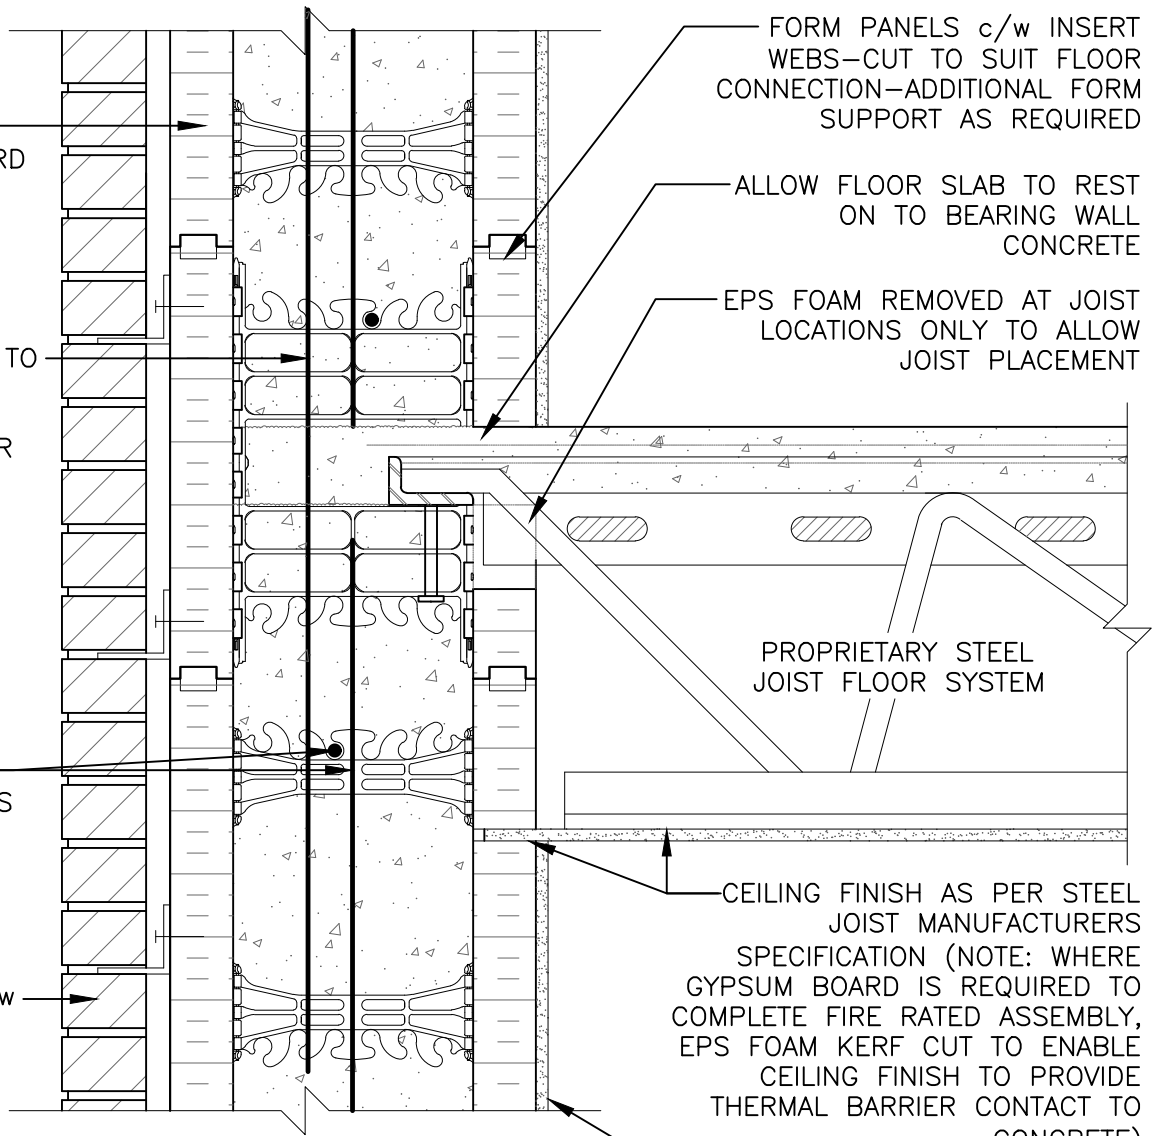 FORM PANELS c/w INSERT
WEBS-CUT TO SUIT FLOOR
CONNECTION-ADDITIONAL FORM
SUPPORT AS REQUIRED
ALLOW FLOOR SLAB TO REST
ON TO BEARING WALL
CONCRETE
EPS FOAM REMOVED AT JOIST
LOCATIONS ONLY TO ALLOW
JOIST PLACEMENT
PROPRIETARY STEEL
JOIST FLOOR SYSTEM
CEILING FINISH AS PER STEEL
JOIST MANUFACTURERS
SPECIFICATION (NOTE: WHERE
GYPSUM BOARD IS REQUIRED TO
COMPLETE FIRE RATED ASSEMBLY,
EPS FOAM KERF CUT TO ENABLE
CEILING FINISH TO PROVIDE
THERMAL BARRIER CONTACT TO
CONCRETE)
RD
TO
R
S
w